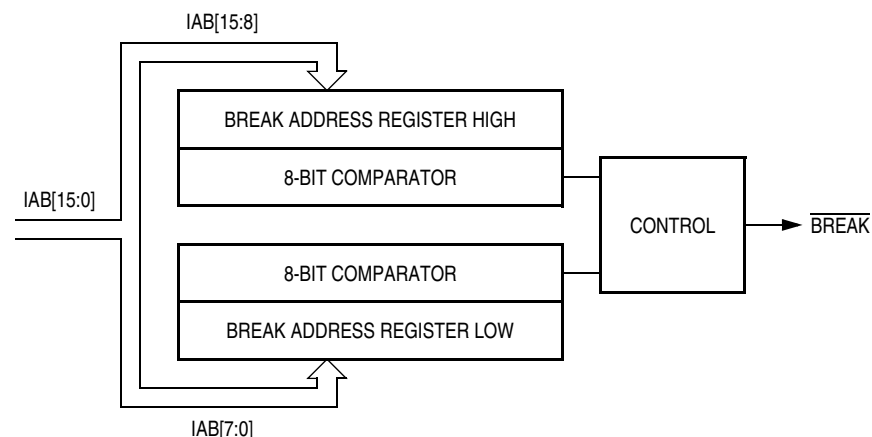 IAB[15:8]
BREAK ADDRESS REGISTER HIGH
8-BIT COMPARATOR
IAB[15:0]
CONTROL
BREAK
8-BIT COMPARATOR
BREAK ADDRESS REGISTER LOW
IAB[7:0]